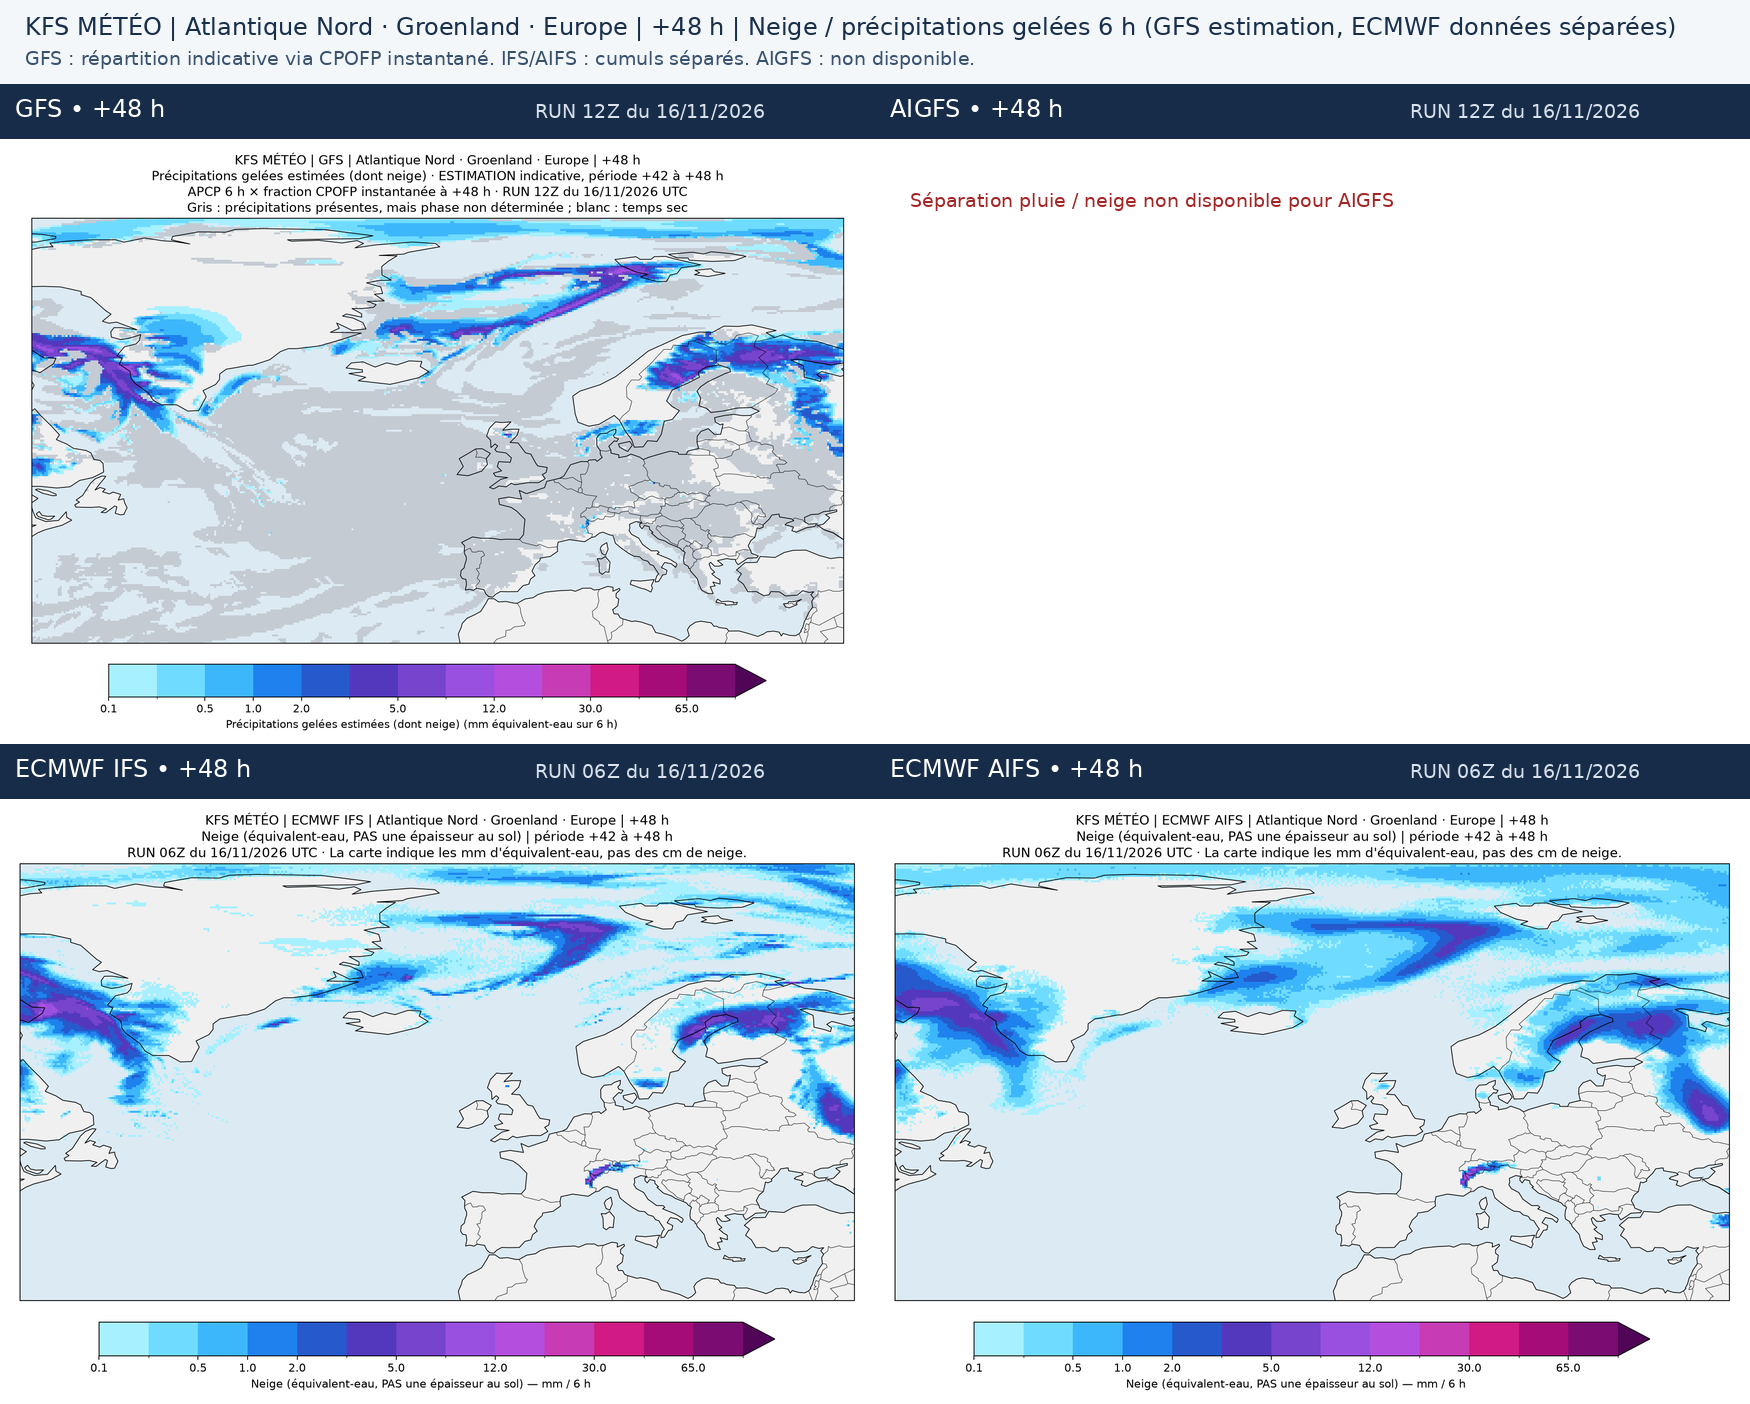 KFS MÉTÉO | Atlantique Nord · Groenland · Europe | +48 h | Neige / précipitations gelées 6 h (GFS estimation, ECMWF données séparées)
GFS : répartition indicative via CPOFP instantané. IFS/AIFS : cumuls séparés. AIGFS : non disponible.
GFS • +48 h
RUN 12Z du 16/11/2026
AIGFS • +48 h
RUN 12Z du 16/11/2026
KFS MÉTÉO | GFS | Atlantique Nord · Groenland · Europe | +48 h
Précipitations gelées estimées (dont neige) · ESTIMATION indicative, période +42 à +48 h
APCP 6 h × fraction CPOFP instantanée à +48 h · RUN 12Z du 16/11/2026 UTC
Gris : précipitations présentes, mais phase non déterminée ; blanc : temps sec
Séparation pluie / neige non disponible pour AIGFS
0.1 0.5 1.0 2.0 5.0 12.0 30.0 65.0
Précipitations gelées estimées (dont neige) (mm équivalent-eau sur 6 h)
ECMWF IFS • +48 h
RUN 06Z du 16/11/2026
ECMWF AIFS • +48 h
RUN 06Z du 16/11/2026
KFS MÉTÉO | ECMWF IFS | Atlantique Nord · Groenland · Europe | +48 h
Neige (équivalent-eau, PAS une épaisseur au sol) | période +42 à +48 h
RUN 06Z du 16/11/2026 UTC · La carte indique les mm d'équivalent-eau, pas des cm de neige.
KFS MÉTÉO | ECMWF AIFS | Atlantique Nord · Groenland · Europe | +48 h
Neige (équivalent-eau, PAS une épaisseur au sol) | période +42 à +48 h
RUN 06Z du 16/11/2026 UTC · La carte indique les mm d'équivalent-eau, pas des cm de neige.
0.1 0.5 1.0 2.0 5.0 12.0 30.0 65.0
Neige (équivalent-eau, PAS une épaisseur au sol) — mm / 6 h
0.1 0.5 1.0 2.0 5.0 12.0 30.0 65.0
Neige (équivalent-eau, PAS une épaisseur au sol) — mm / 6 h